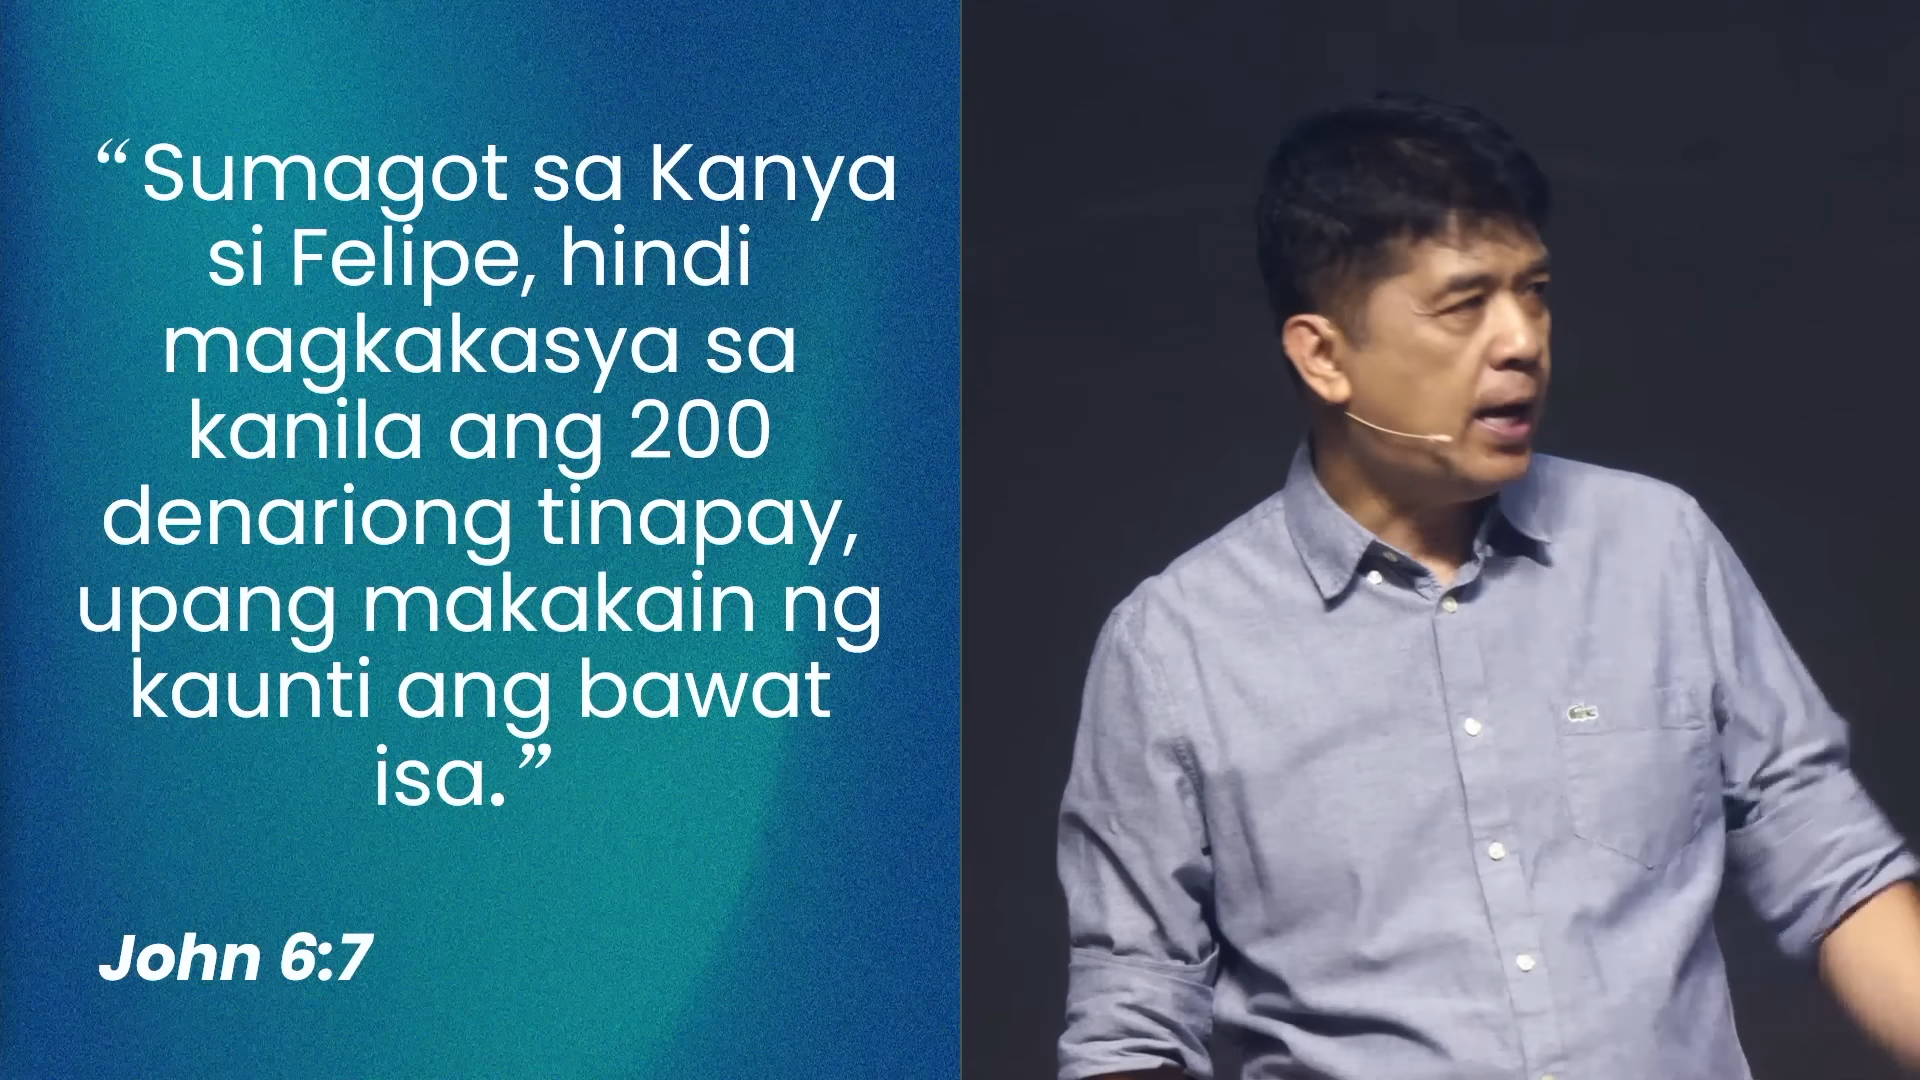 “Sumagot sa Kanya
si Felipe, hindi
magkakasya sa
kanila ang 200
denariong tinapay,
upang makakain ng
kaunti ang bawat
isa.”
John 6:7